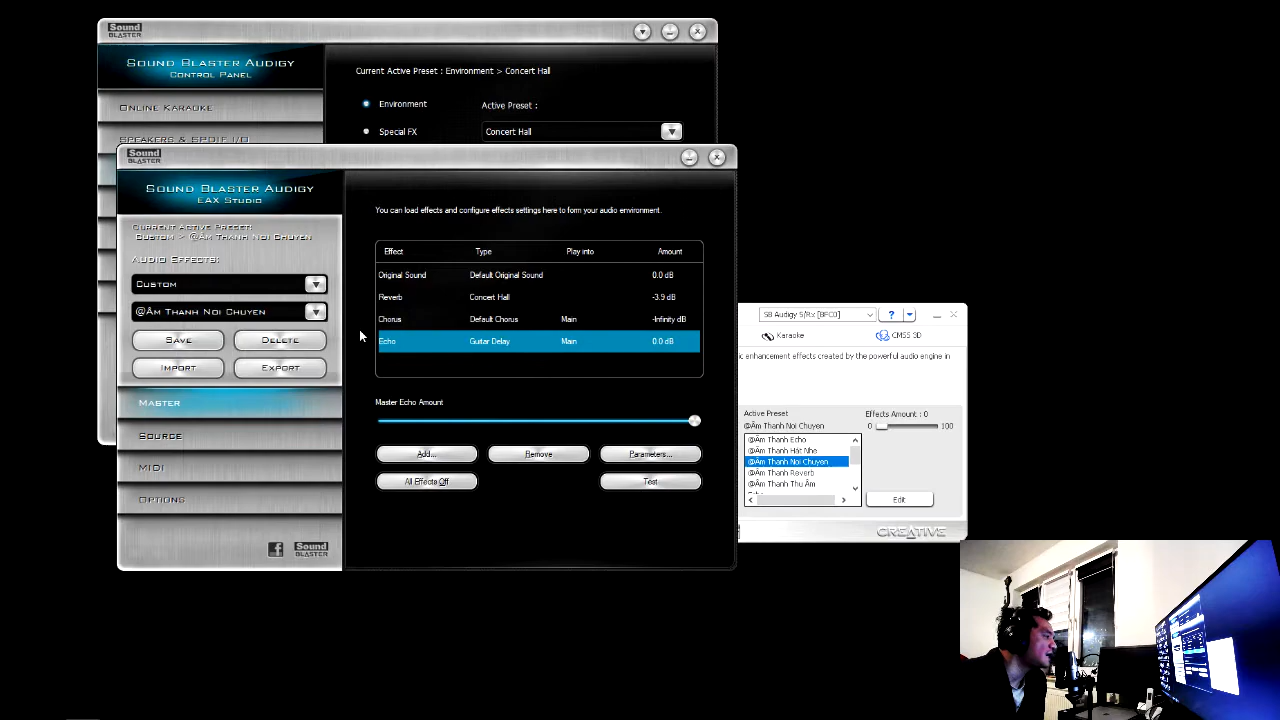 Sound BLASTER
SOUND BLASTER AUDIGY
CONTROL PANEL
Current Active Preset : Environment > Concert Hall
ONLINE KARAOKE
Environment
Active Preset :
SPEAKERS & SPDIF I/O
Special FX
Concert Hall
Sound BLASTER
SOUND BLASTER AUDIGY
EAX STUDIO
You can load effects and configure effects settings here to form your audio environment.
CURRENT ACTIVE PRESET:
CUSTOM > @ÂM THANH NOI CHUYEN
AUDIO EFFECTS:
CUSTOM
@ÂM THANH NOI CHUYEN
SAVE
DELETE
IMPORT
EXPORT
MASTER
SOURCE
MIDI
OPTIONS
Sound BLASTER
Effect Type Play into Amount
Original Sound Default Original Sound 0.0 dB
Reverb Concert Hall -3.9 dB
Chorus Default Chorus Main -Infinity dB
Echo Guitar Delay Main 0.0 dB
Master Echo Amount
Add...
Remove
Parameters...
All Effects Off
Test
SB Audigy 5/Rx [BFC0]
?
Karaoke
CMSS 3D
c enhancement effects created by the powerful audio engine in
Active Preset
Effects Amount : 0
@Âm Thanh Noi Chuyen
0
100
@Âm Thanh Echo
@Âm Thanh Hát Nhe
@Âm Thanh Noi Chuyen
@Âm Thanh Reverb
@Âm Thanh Thu Âm
Edit
CREATIVE